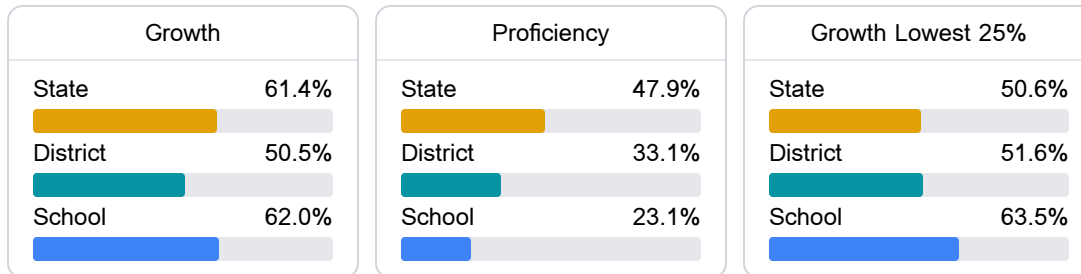 Growth
State 61.4%
District 50.5%
School 62.0%
Proficiency
State 47.9%
District 33.1%
School 23.1%
Growth Lowest 25%
State 50.6%
District 51.6%
School 63.5%